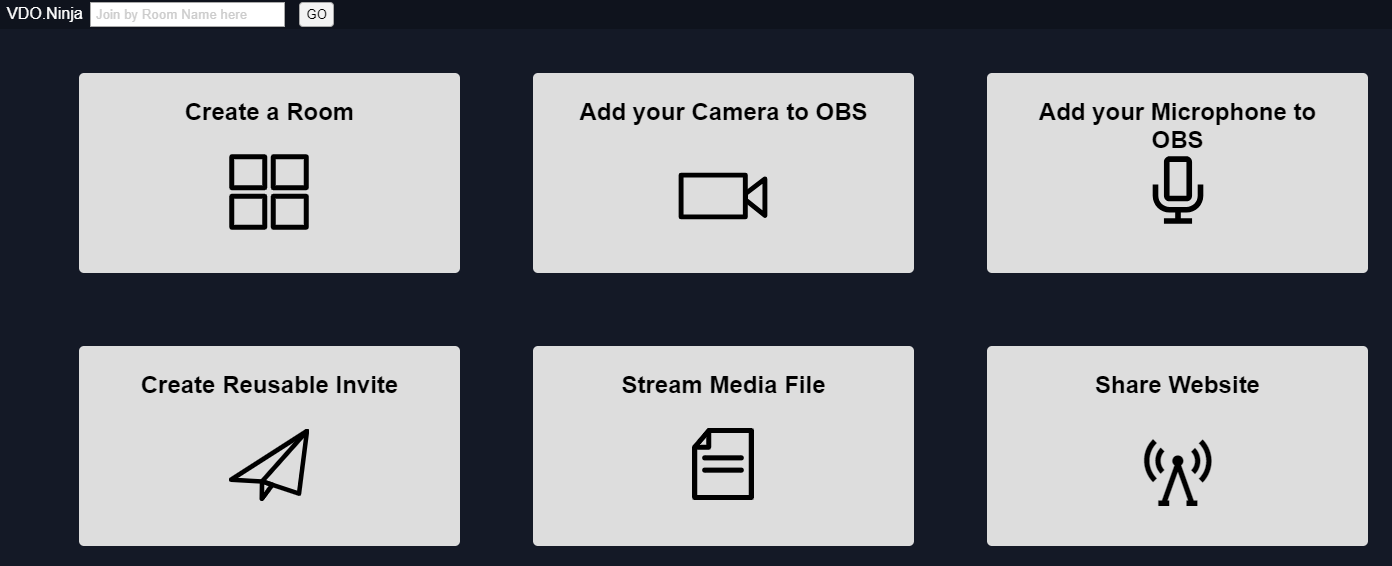 VDO.Ninja Join by Room Name here GO
Create a Room
Add your Camera to OBS
Add your Microphone to
OBS
Create Reusable Invite
Stream Media File
Share Website